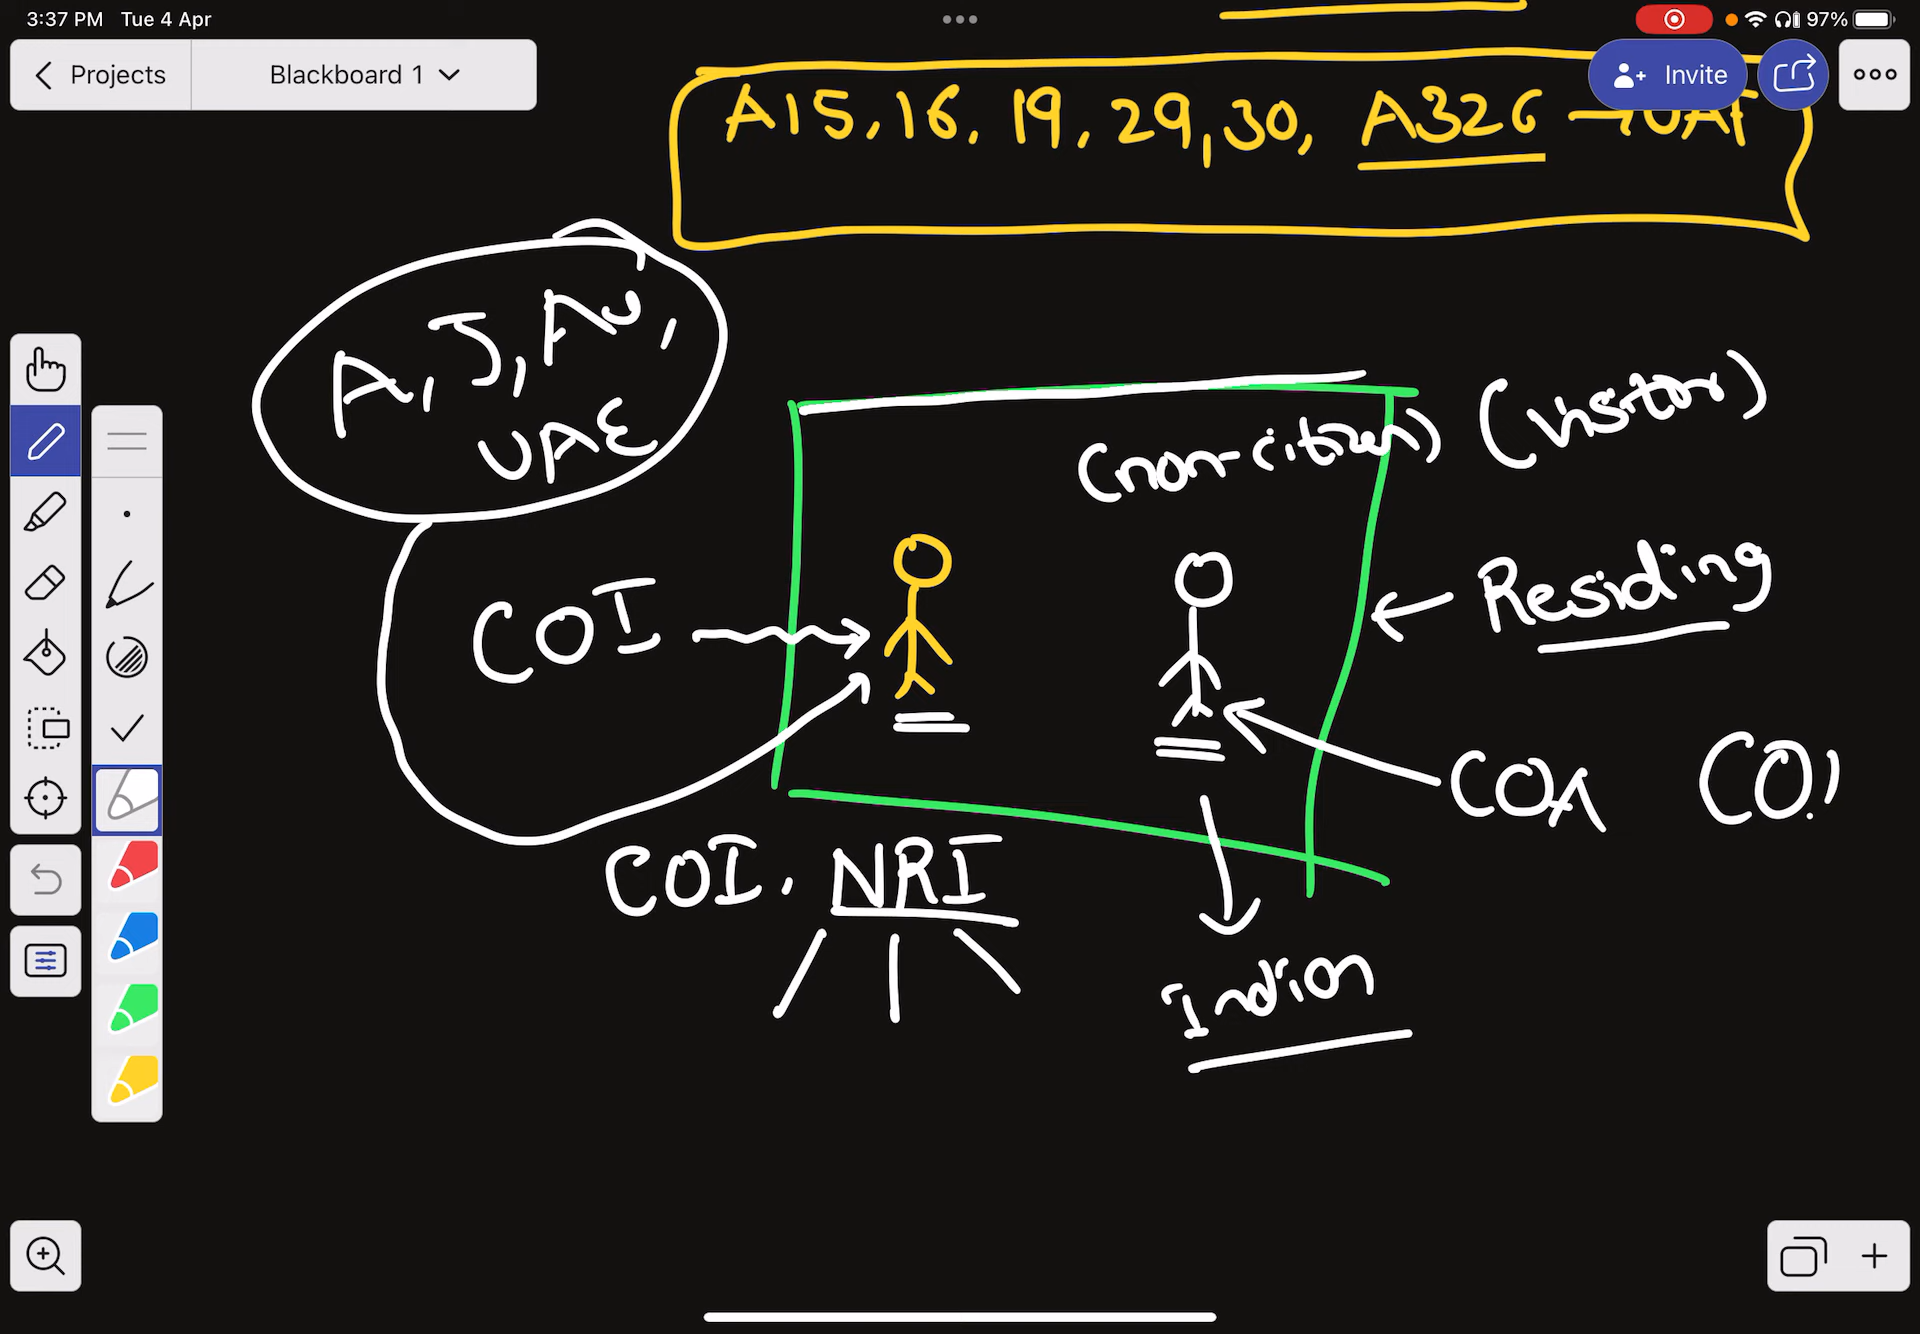 3:37 PM Tue 4 Apr
97%
Projects
Blackboard 1
Invite
A15, 16, 19, 29, 30, A326 → UAF
A, J, Au,
UAE
(non-citizen) (visitor)
Residing
COI
COA CO!
COI, NRI
Indian